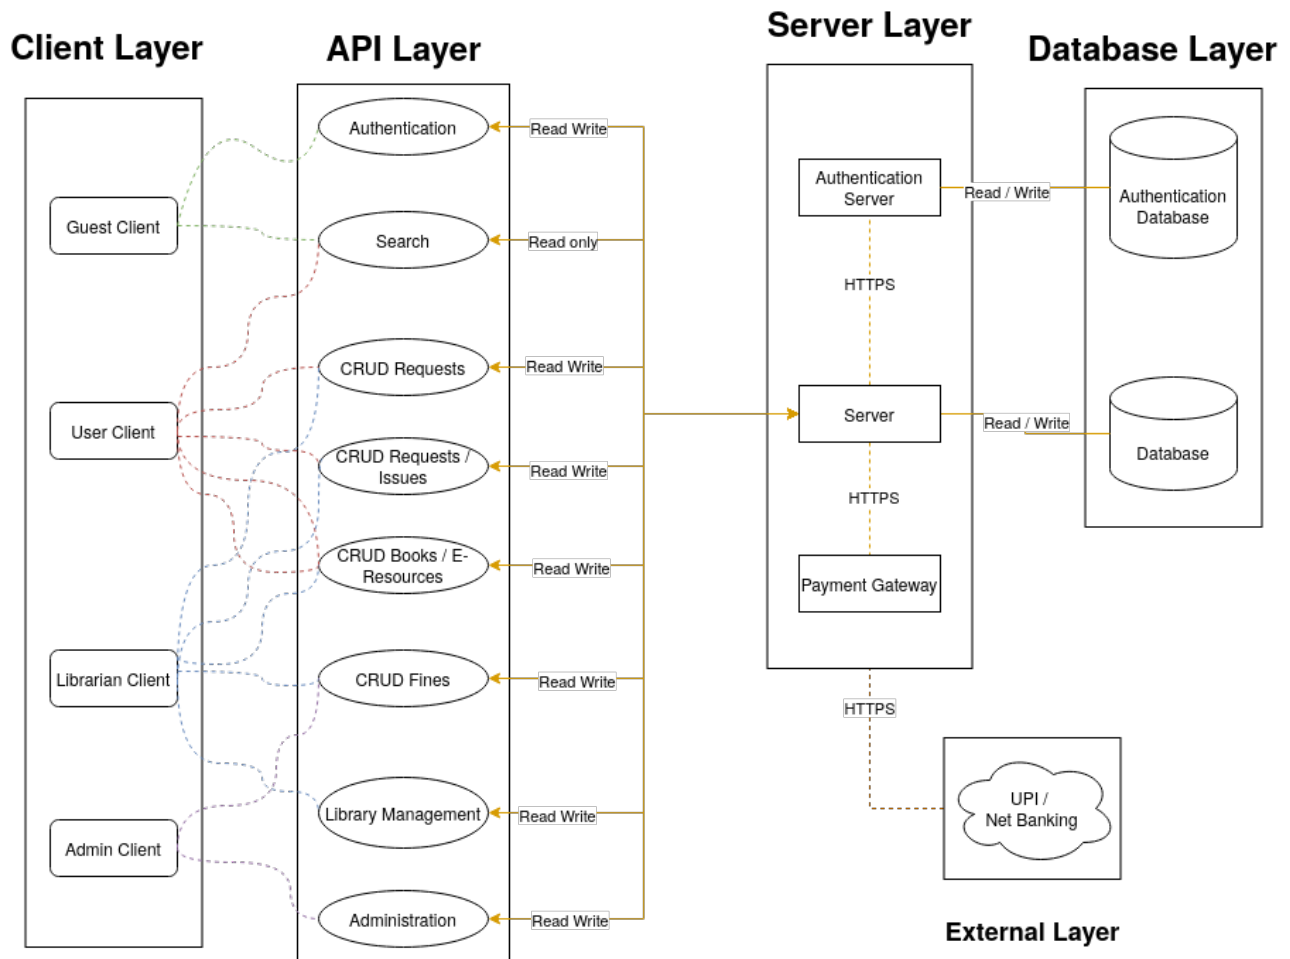 Client Layer
API Layer
Server Layer
Database Layer
Authentication
Read Write
Guest Client
Search
Read only
User Client
CRUD Requests
Read Write
CRUD Requests /
Issues
Read Write
CRUD Books / E-
Resources
Read Write
Librarian Client
CRUD Fines
Read Write
Library Management
Read Write
Admin Client
Administration
Read Write
Authentication
Server
Read / Write
Authentication
Database
HTTPS
Server
Read / Write
Database
HTTPS
Payment Gateway
HTTPS
UPI /
Net Banking
External Layer